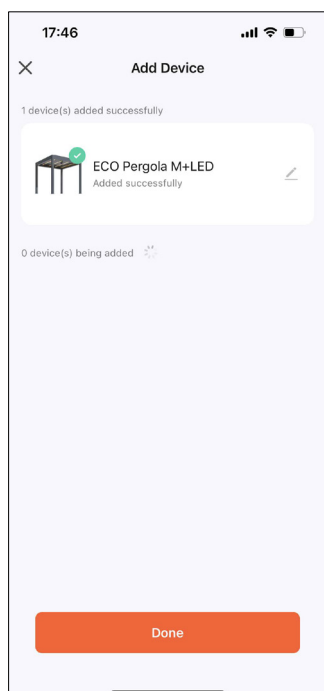 17:46
Add Device
1 device(s) added successfully
ECO Pergola M+LED
Added successfully
0 device(s) being added
Done